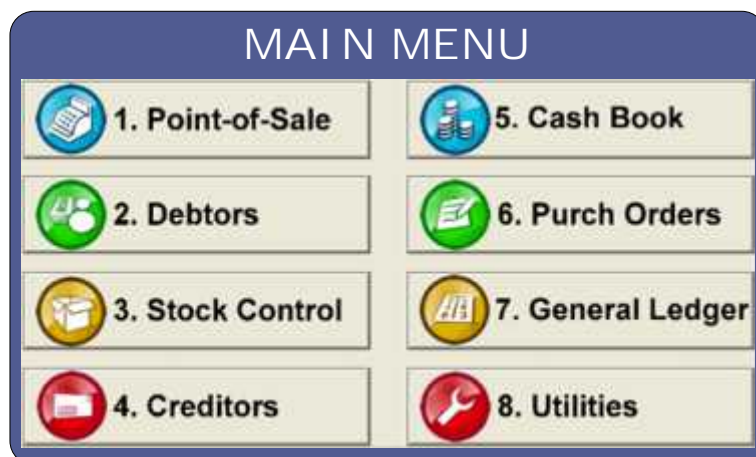 MAIN MENU
1. Point-of-Sale
2. Debtors
3. Stock Control
4. Creditors
5. Cash Book
6. Purch Orders
7. General Ledger
8. Utilities